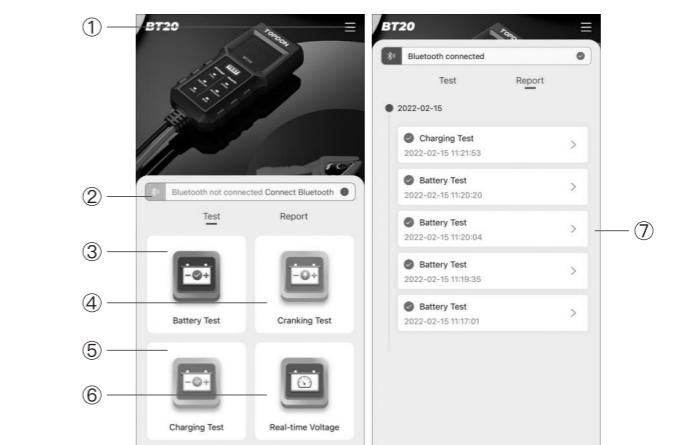 ①
BT20
TOPDON
②
Bluetooth not connected Connect Bluetooth
Test Report
③
Battery Test
④
Cranking Test
⑤
Charging Test
⑥
Real-time Voltage
BT20
TOPDON
Bluetooth connected
Test Report
2022-02-15
Charging Test
2022-02-15 11:21:53
Battery Test
2022-02-15 11:20:20
Battery Test
2022-02-15 11:20:04
⑦
Battery Test
2022-02-15 11:19:35
Battery Test
2022-02-15 11:17:01